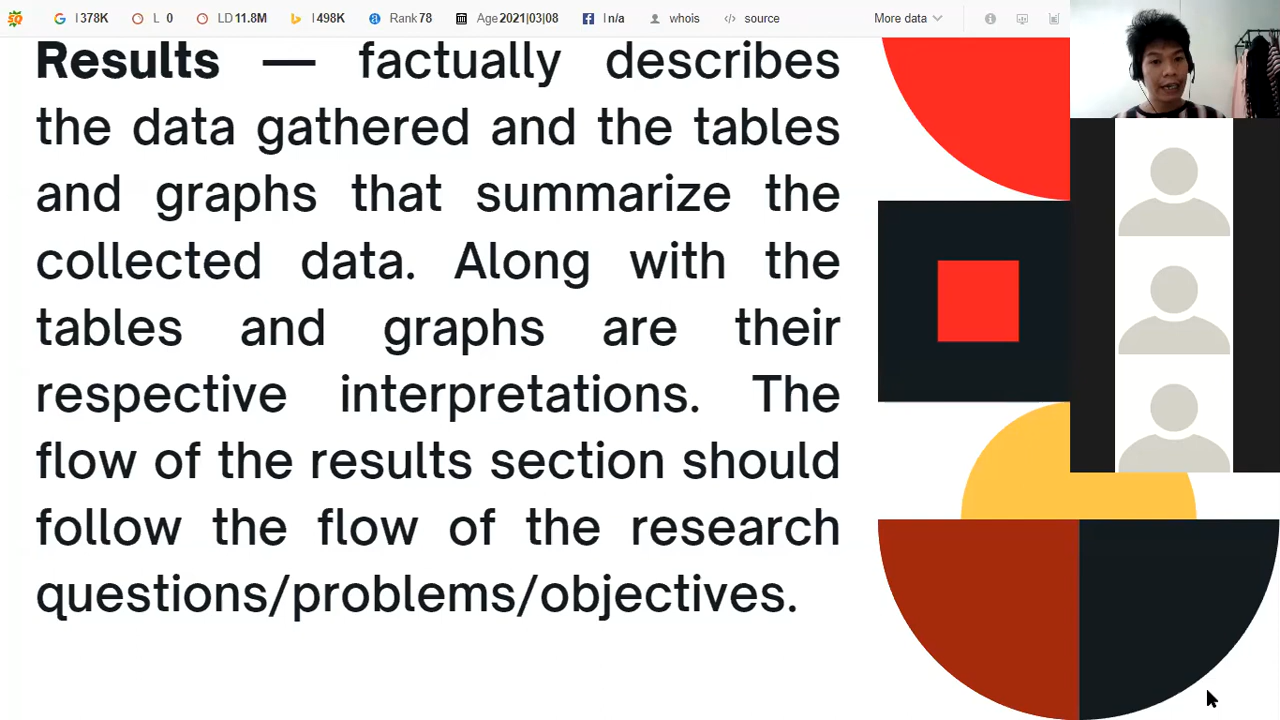 I 378K L 0 LD 11.8M I 498K Rank 78 Age 2021|03|08 I n/a whois source More data
Results — factually describes
the data gathered and the tables
and graphs that summarize the
collected data. Along with the
tables and graphs are their
respective interpretations. The
flow of the results section should
follow the flow of the research
questions/problems/objectives.